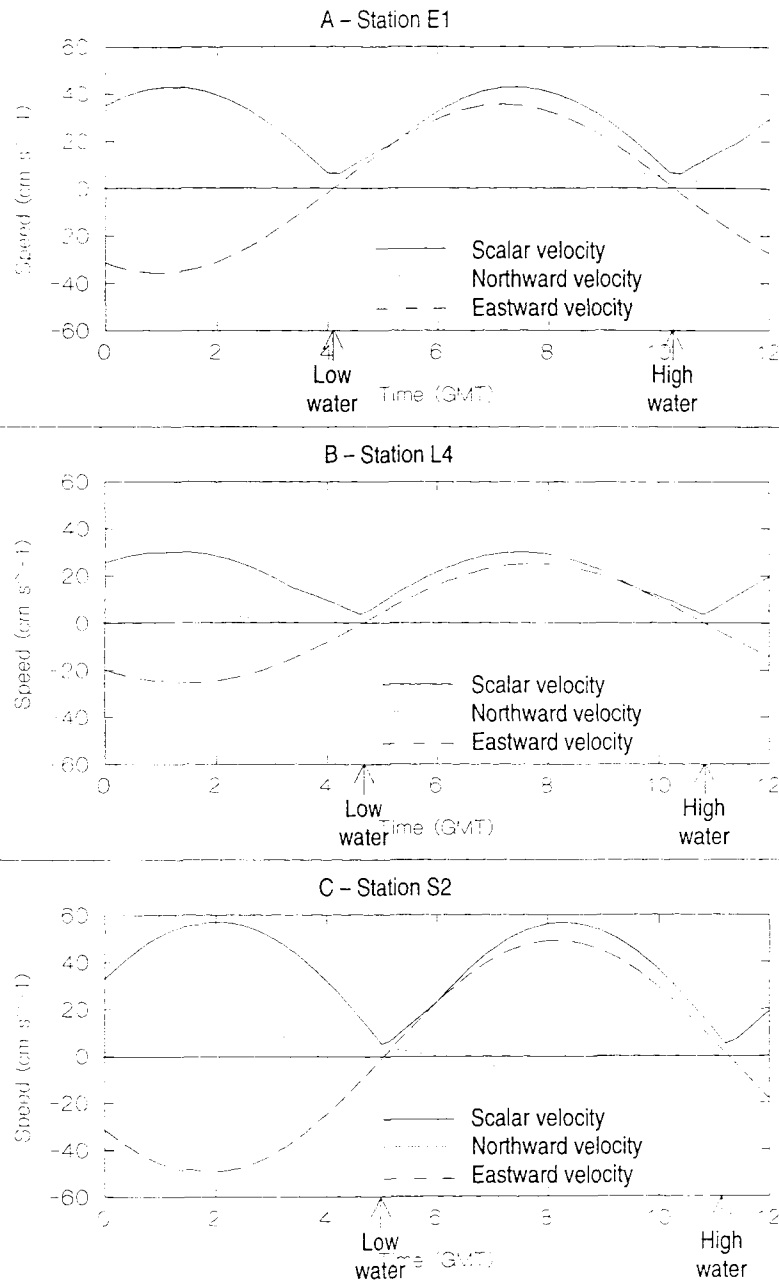 A – Station E1
60
40
20
0
-20
-40
-60
Speed (cm s^-1)
Scalar velocity
Northward velocity
Eastward velocity
0 2 4 6 8 10 12
Low water
Time (GMT)
High water
B – Station L4
60
40
20
0
-20
-40
-60
Speed (cm s^-1)
Scalar velocity
Northward velocity
Eastward velocity
0 2 4 6 8 10 12
Low water
Time (GMT)
High water
C – Station S2
60
40
20
0
-20
-40
-60
Speed (cm s^-1)
Scalar velocity
Northward velocity
Eastward velocity
0 2 4 6 8 10 12
Low water
Time (GMT)
High water